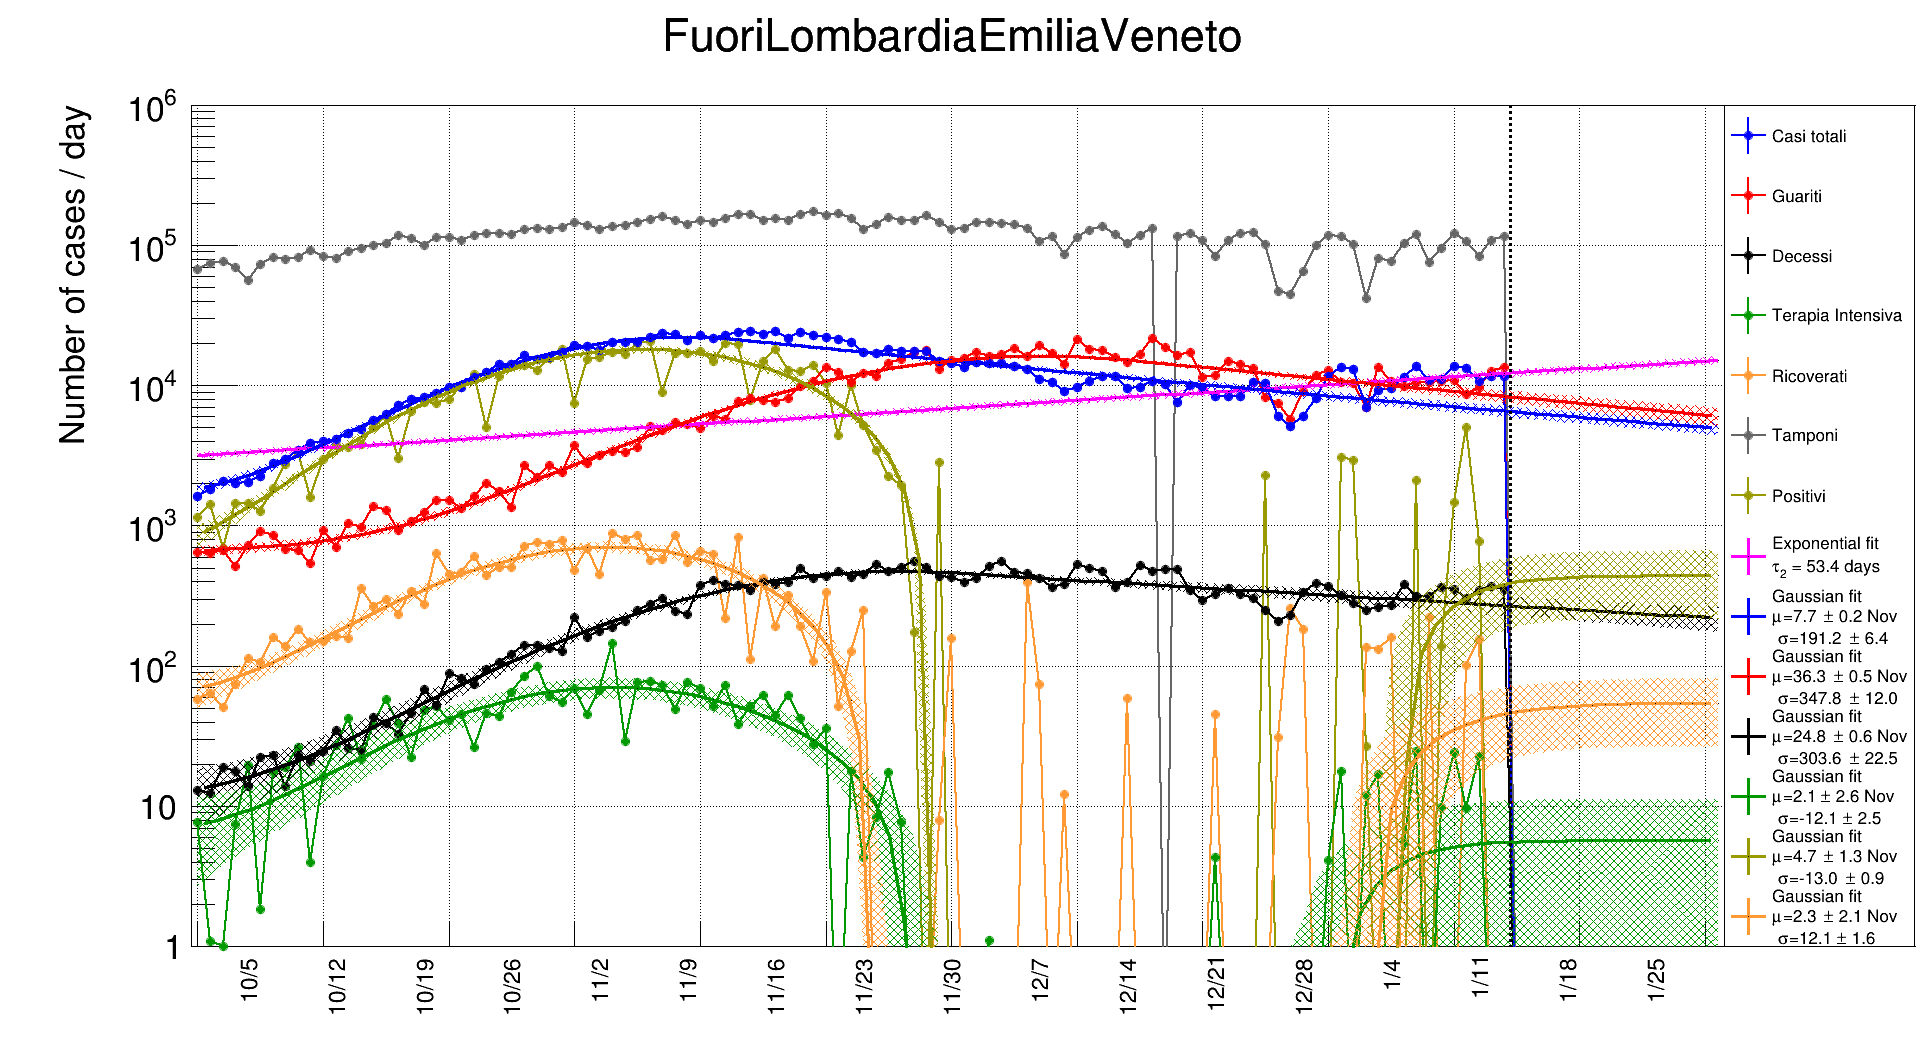 FuoriLombardiaEmiliaVeneto
Number of cases / day
10^6
10^5
10^4
10^3
10^2
10
1
10/5
10/12
10/19
10/26
11/2
11/9
11/16
11/23
11/30
12/7
12/14
12/21
12/28
1/4
1/11
1/18
1/25
Casi totali
Guariti
Decessi
Terapia Intensiva
Ricoverati
Tamponi
Positivi
Exponential fit
τ₂ = 53.4 days
Gaussian fit
μ=7.7 ± 0.2 Nov
σ=191.2 ± 6.4
Gaussian fit
μ=36.3 ± 0.5 Nov
σ=347.8 ± 12.0
Gaussian fit
μ=24.8 ± 0.6 Nov
σ=303.6 ± 22.5
Gaussian fit
μ=2.1 ± 2.6 Nov
σ=-12.1 ± 2.5
Gaussian fit
μ=4.7 ± 1.3 Nov
σ=-13.0 ± 0.9
Gaussian fit
μ=2.3 ± 2.1 Nov
σ=12.1 ± 1.6